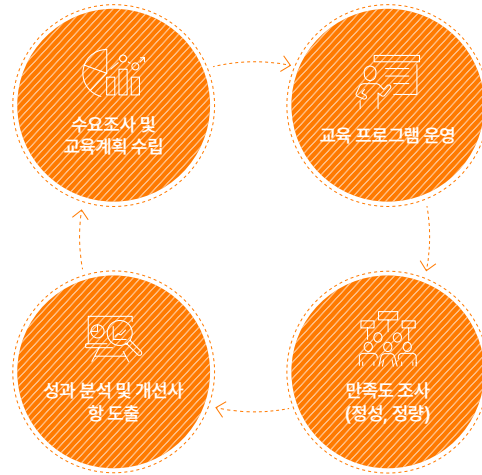 수요조사 및
교육계획 수립
교육 프로그램 운영
만족도 조사
(정성, 정량)
성과 분석 및 개선사
항 도출